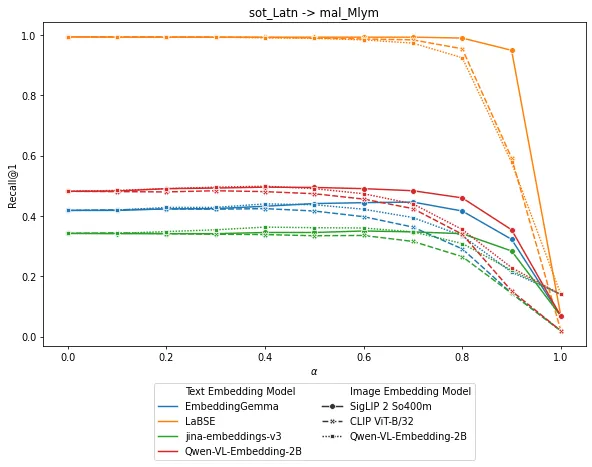 sot_Latn -> mal_Mlym
Recall@1
1.0
0.8
0.6
0.4
0.2
0.0
0.0 0.2 0.4 0.6 0.8 1.0
α
Text Embedding Model
EmbeddingGemma
LaBSE
jina-embeddings-v3
Qwen-VL-Embedding-2B
Image Embedding Model
SigLIP 2 So400m
CLIP ViT-B/32
Qwen-VL-Embedding-2B